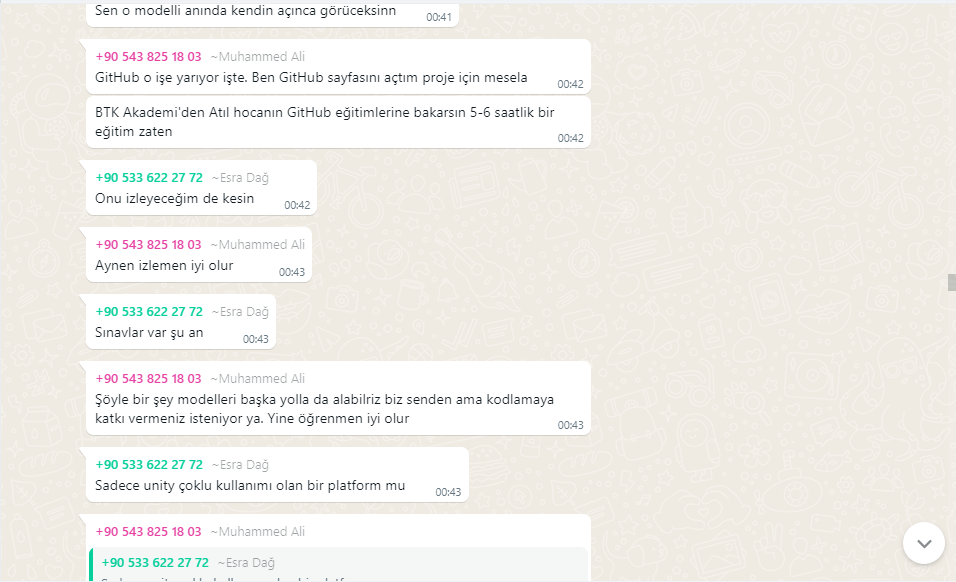 Sen o modelli anında kendin açınca görüceksinn
00:41
+90 543 825 18 03 ~Muhammed Ali
GitHub o işe yarıyor işte. Ben GitHub sayfasını açtım proje için mesela
00:42
BTK Akademi'den Atıl hocanın GitHub eğitimlerine bakarsın 5-6 saatlik bir
eğitim zaten
00:42
+90 533 622 27 72 ~Esra Dağ
Onu izleyeceğim de kesin
00:42
+90 543 825 18 03 ~Muhammed Ali
Aynen izlemen iyi olur
00:43
+90 533 622 27 72 ~Esra Dağ
Sınavlar var şu an
00:43
+90 543 825 18 03 ~Muhammed Ali
Şöyle bir şey modelleri başka yolla da alabilriz biz senden ama kodlamaya
katkı vermeniz isteniyor ya. Yine öğrenmen iyi olur
00:43
+90 533 622 27 72 ~Esra Dağ
Sadece unity çoklu kullanımı olan bir platform mu
00:43
+90 543 825 18 03 ~Muhammed Ali
+90 533 622 27 72 ~Esra Dağ